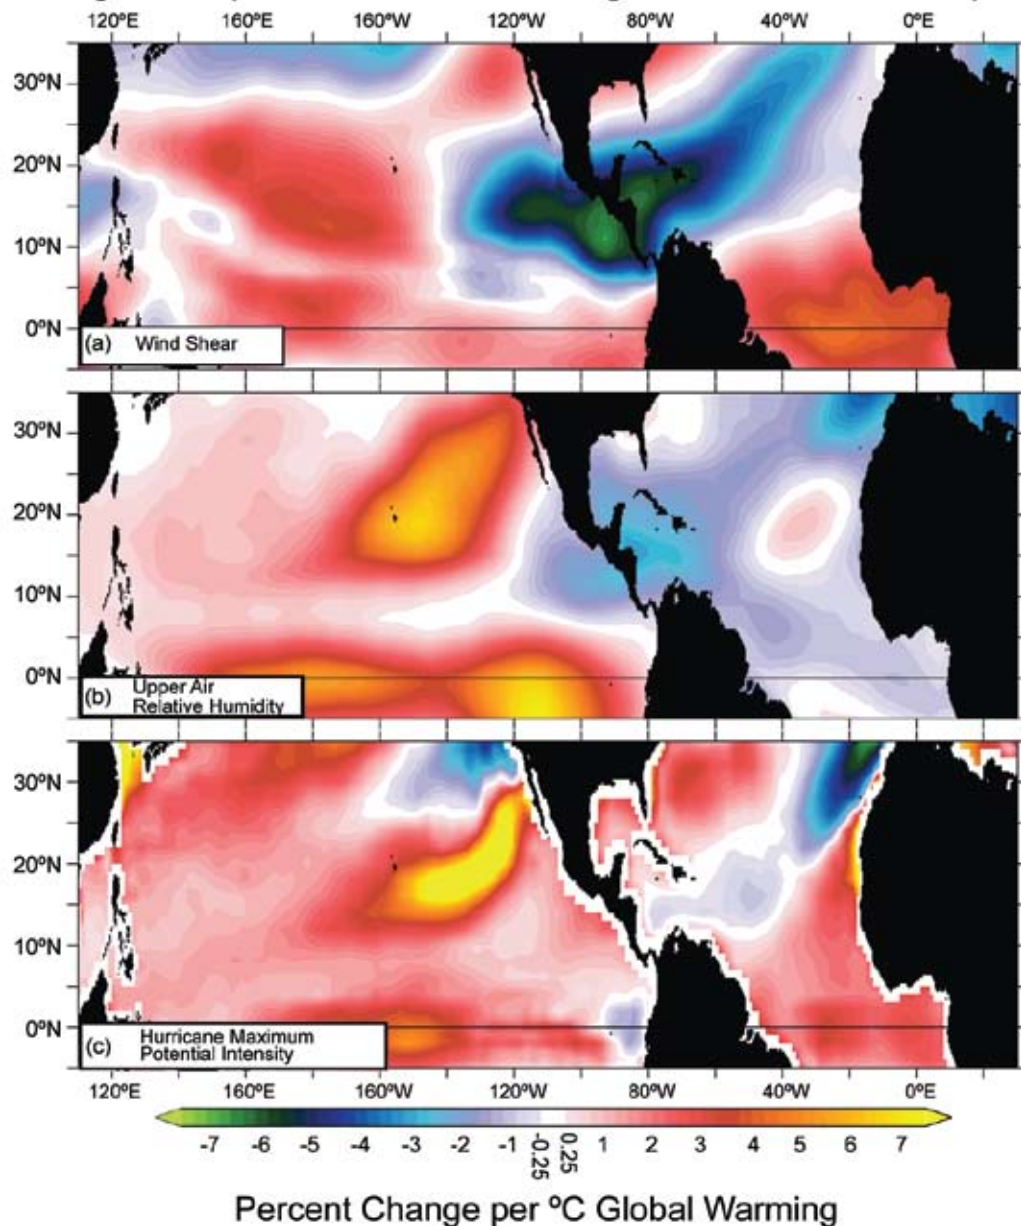 120ºE 160ºE 160ºW 120ºW 80ºW 40ºW 0ºE
30ºN
20ºN
10ºN
0ºN
(a) Wind Shear
30ºN
20ºN
10ºN
0ºN
(b) Upper Air
Relative Humidity
30ºN
20ºN
10ºN
0ºN
(c) Hurricane Maximum
Potential Intensity
120ºE 160ºE 160ºW 120ºW 80ºW 40ºW 0ºE
-7 -6 -5 -4 -3 -2 -1 -0.25 0.25 1 2 3 4 5 6 7
Percent Change per ºC Global Warming